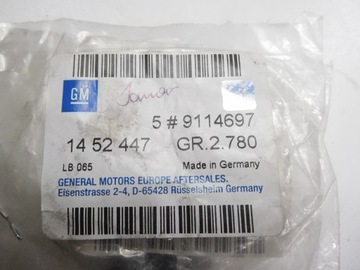 GM
5 # 9114697
14 52 447 GR.2.780
LB 065 Made in Germany
GENERAL MOTORS EUROPE AFTERSALES.
Eisenstrasse 2-4, D-65428 Rüsselsheim Germany